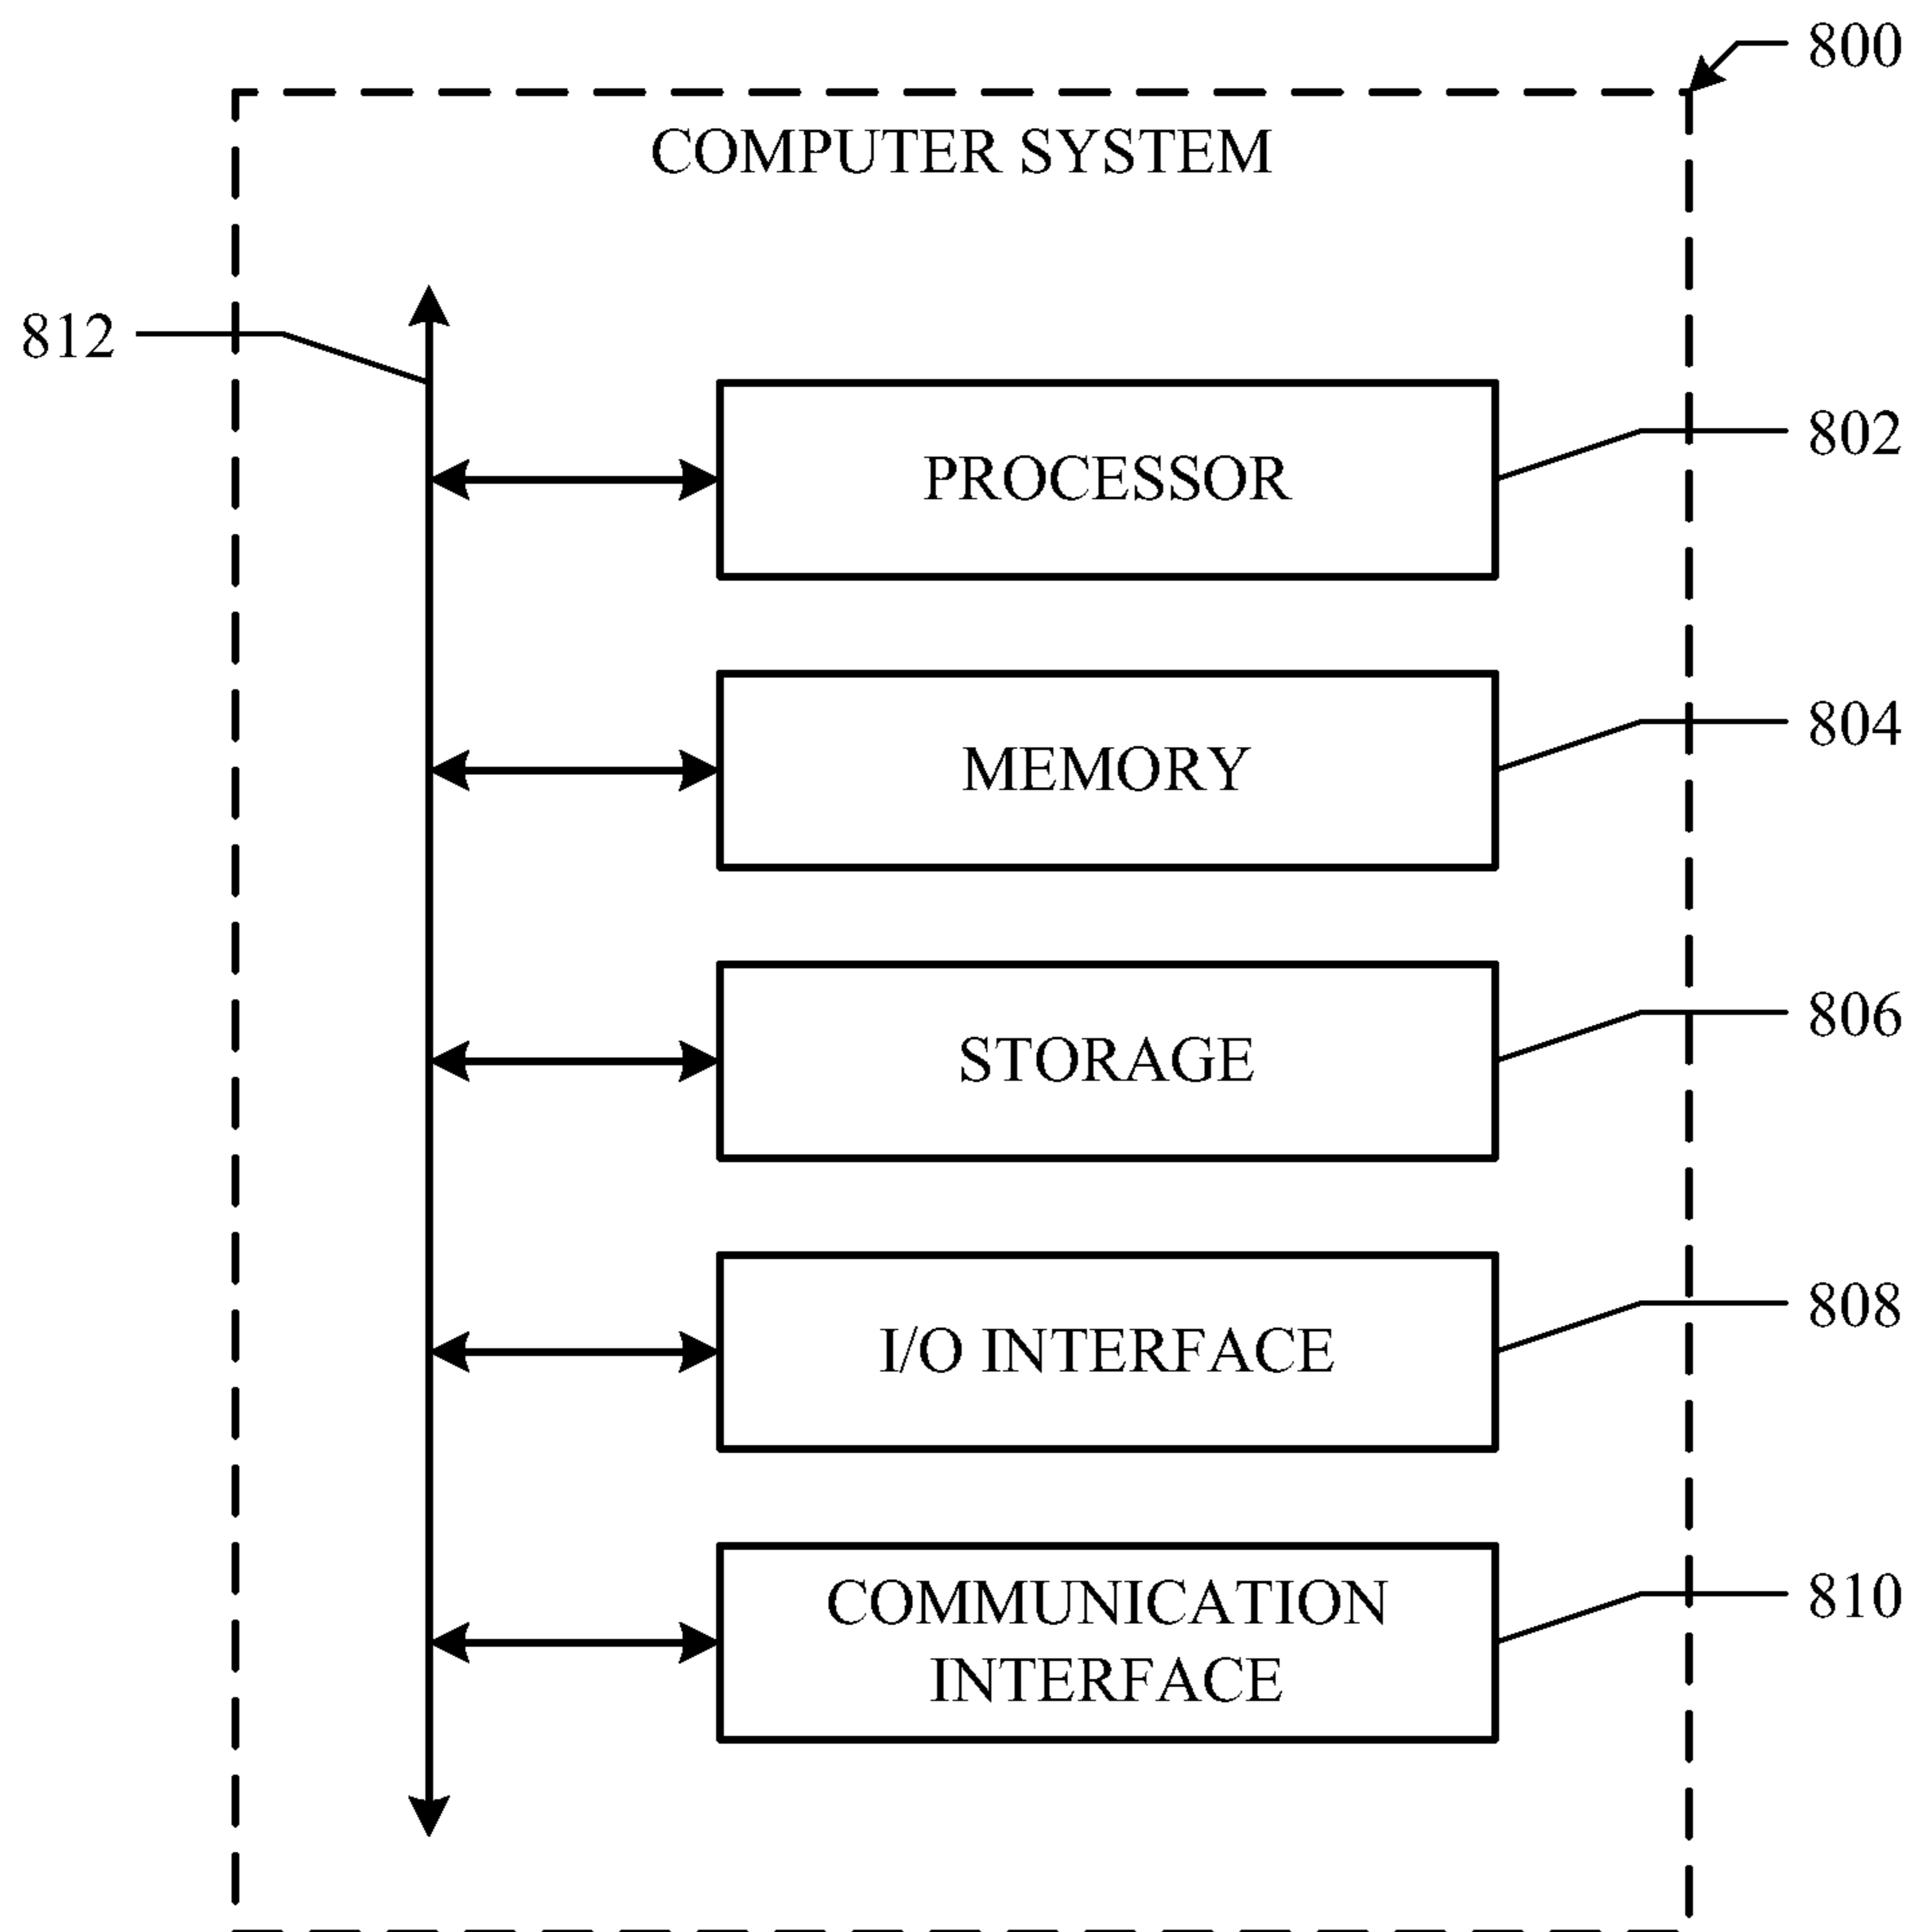 800
COMPUTER SYSTEM
812
802
PROCESSOR
804
MEMORY
806
STORAGE
808
I/O INTERFACE
810
COMMUNICATION
INTERFACE